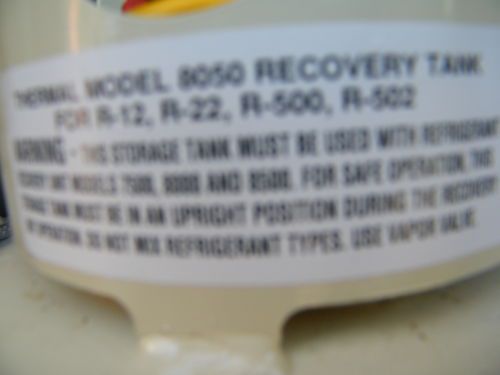 THERMAL MODEL 8050 RECOVERY TANK
FOR R-12, R-22, R-500, R-502
WARNING - THIS STORAGE TANK MUST BE USED WITH REFRIGERANT
RECOVERY UNIT MODELS 7500, 8000 AND 8500. FOR SAFE OPERATION, THE
STORAGE TANK MUST BE IN AN UPRIGHT POSITION DURING THE RECOVERY
OPERATION. DO NOT MIX REFRIGERANT TYPES. USE VAPOR VALVE.